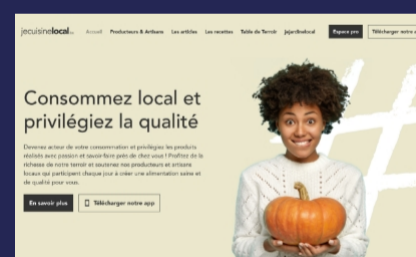 jecuisinelocal
Accueil Producteurs & Artisans Les articles Les recettes Table de Terroir jejardinelocal Espace pro Télécharger notre
Consommez local et
privilégiez la qualité
Devenez acteur de votre consommation et privilégiez les produits
réalisés avec passion et savoir-faire près de chez vous ! Profitez de la
richesse de notre terroir et soutenez nos producteurs et artisans
locaux qui participent chaque jour à créer une alimentation saine et
de qualité pour vous.
En savoir plus Télécharger notre app